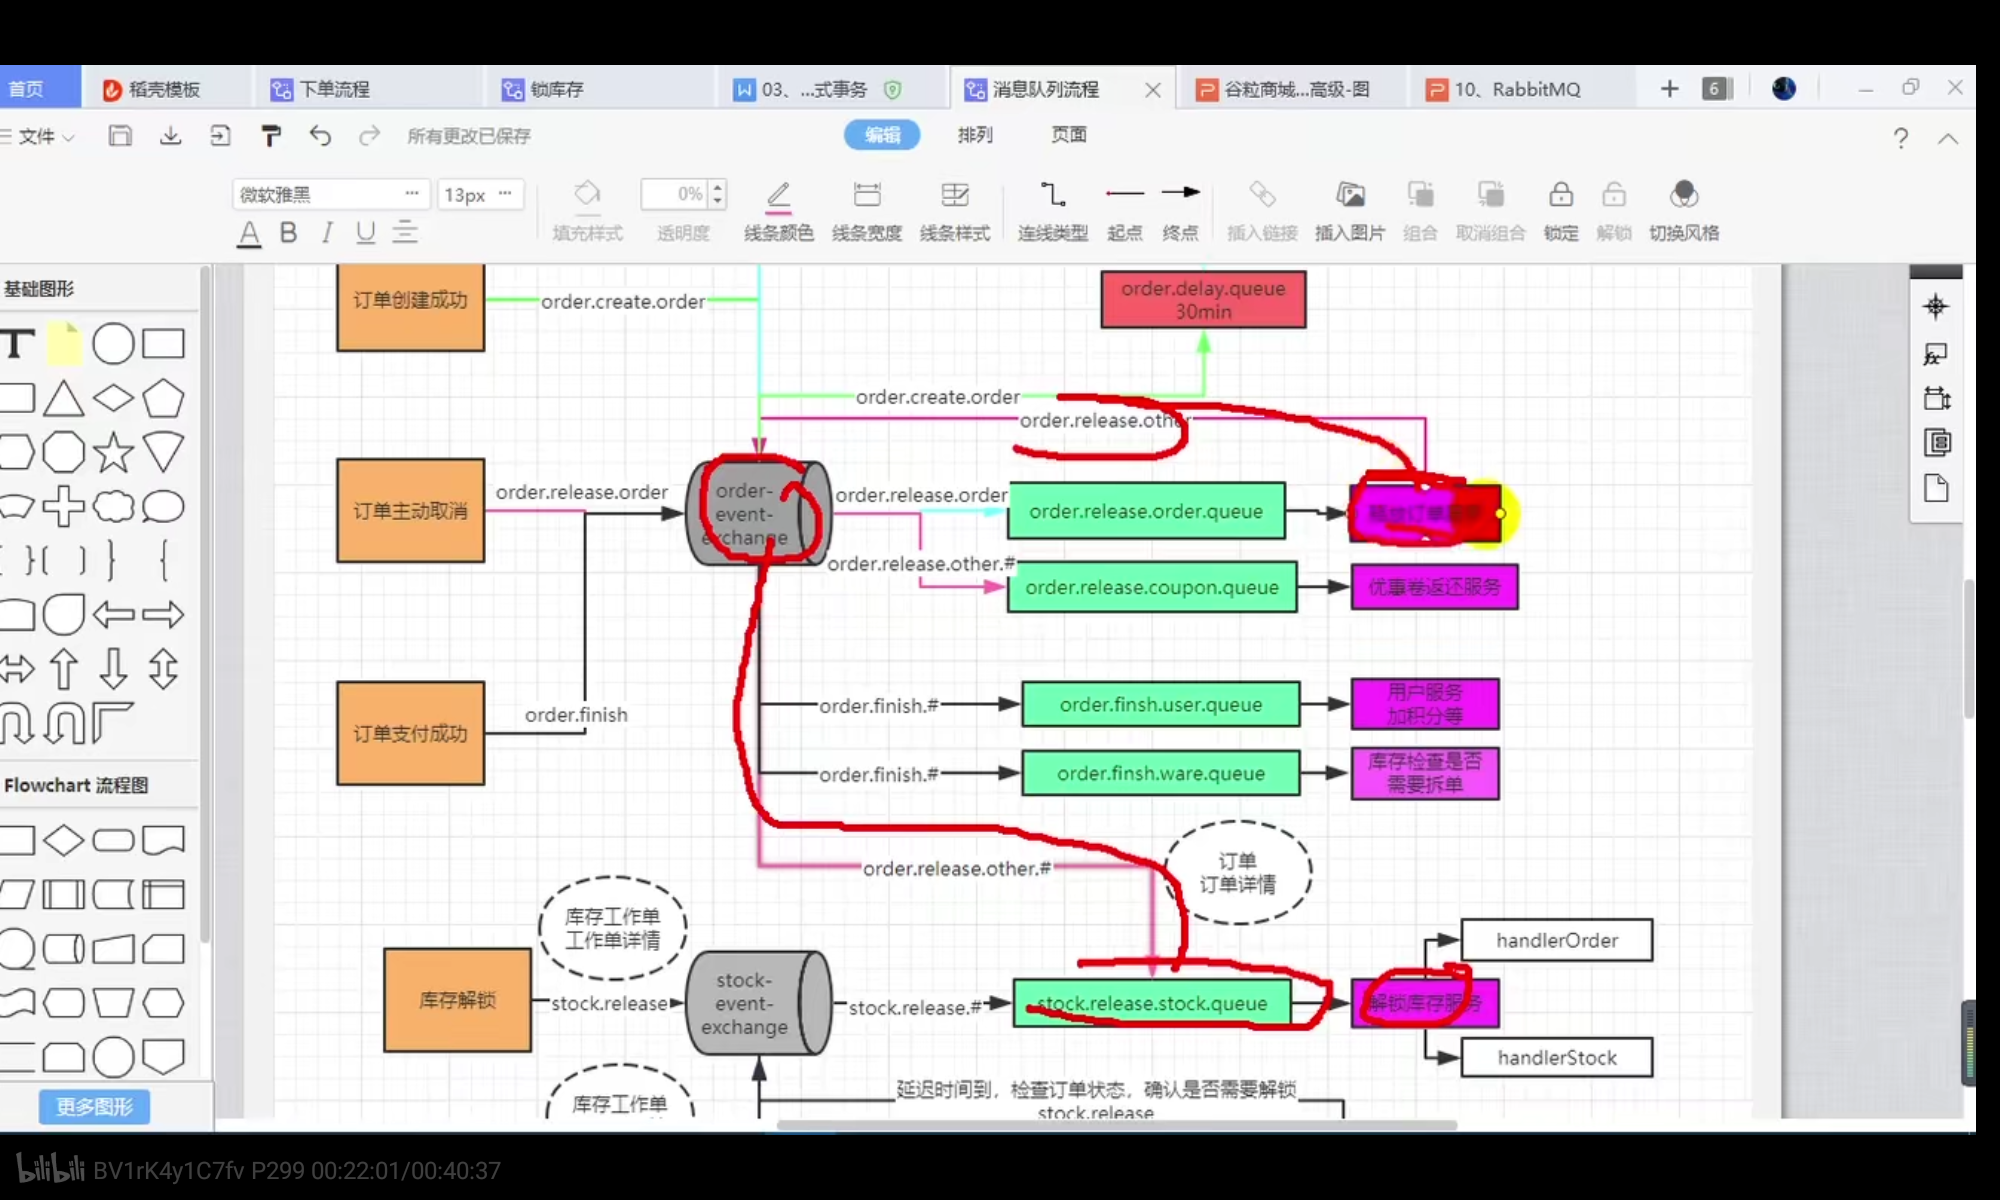 首页
稻壳模板
下单流程
锁库存
03、...式事务
消息队列流程
谷粒商城...高级-图
10、RabbitMQ
6
文件
所有更改已保存
编辑
排列
页面
?
微软雅黑
13px
0%
A B I U
填充样式
透明度
线条颜色
线条宽度
线条样式
连线类型
起点
终点
插入链接
插入图片
组合
取消组合
锁定
解锁
切换风格
基础图形
Flowchart 流程图
更多图形
订单创建成功
order.create.order
order.delay.queue
30min
order.create.order
order.release.other
订单主动取消
order.release.order
order-
event-
exchange
order.release.order
order.release.order.queue
order.release.other.#
order.release.coupon.queue
优惠卷返还服务
订单支付成功
order.finish
order.finish.#
order.finsh.user.queue
用户服务
加积分等
order.finish.#
order.finsh.ware.queue
库存检查是否
需要拆单
order.release.other.#
订单
订单详情
库存工作单
工作单详情
库存解锁
stock.release
stock-
event-
exchange
stock.release.#
stock.release.stock.queue
解锁库存服务
handlerOrder
handlerStock
库存工作单
延迟时间到，检查订单状态，确认是否需要解锁
stock.release
bilibili BV1rK4y1C7fv P299 00:22:01/00:40:37